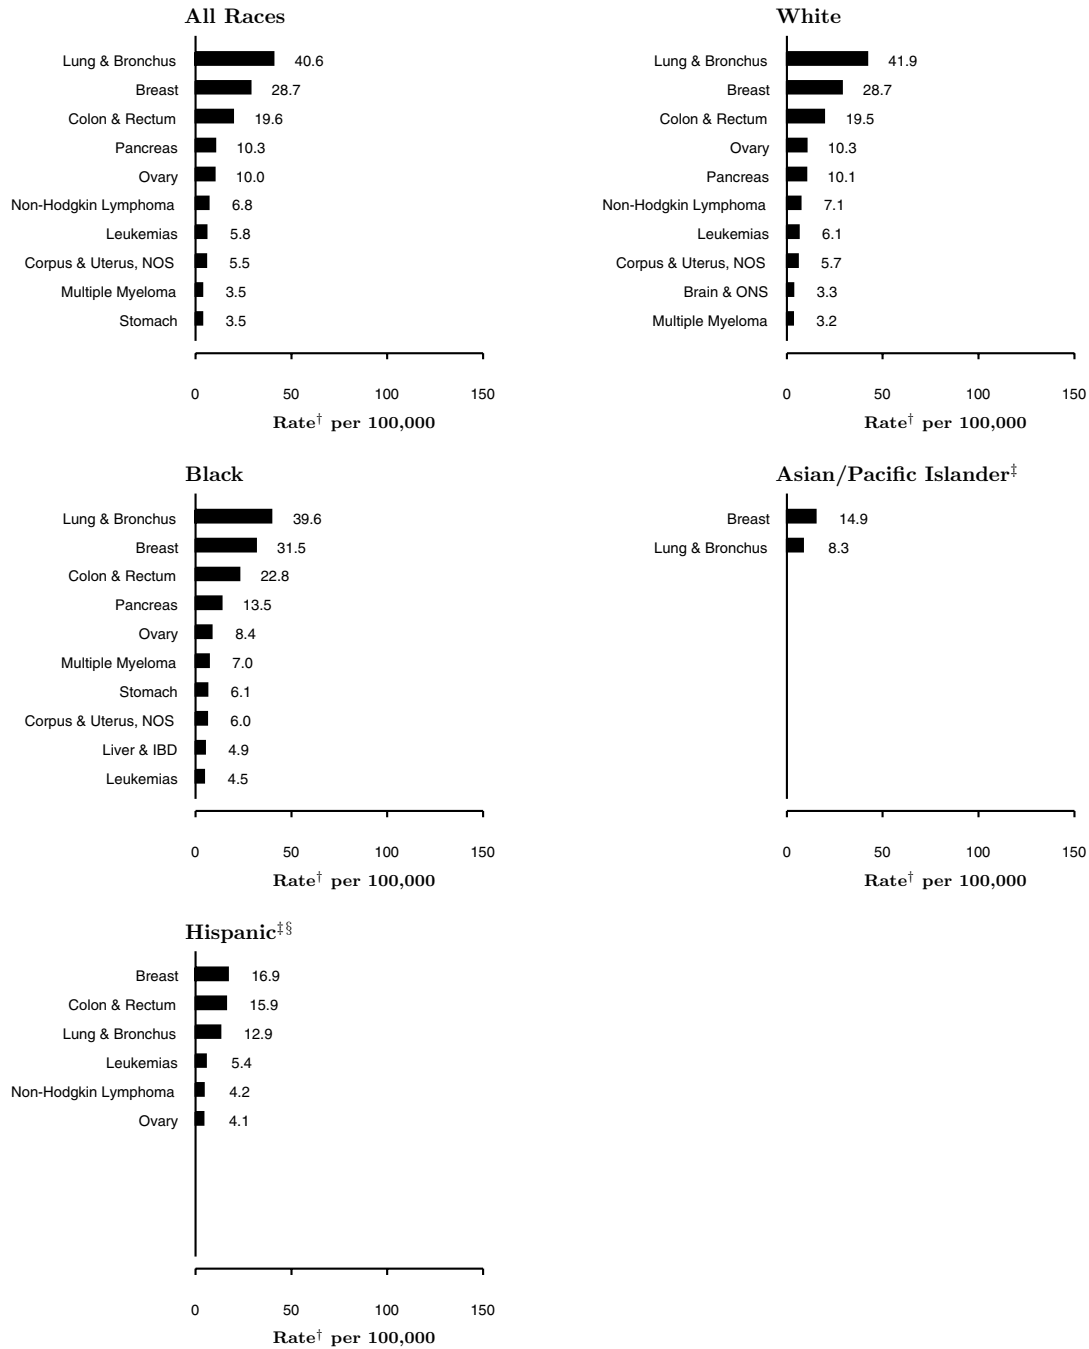 All Races
Lung & Bronchus 40.6
Breast 28.7
Colon & Rectum 19.6
Pancreas 10.3
Ovary 10.0
Non-Hodgkin Lymphoma 6.8
Leukemias 5.8
Corpus & Uterus, NOS 5.5
Multiple Myeloma 3.5
Stomach 3.5
0 50 100 150
Rate† per 100,000
White
Lung & Bronchus 41.9
Breast 28.7
Colon & Rectum 19.5
Ovary 10.3
Pancreas 10.1
Non-Hodgkin Lymphoma 7.1
Leukemias 6.1
Corpus & Uterus, NOS 5.7
Brain & ONS 3.3
Multiple Myeloma 3.2
0 50 100 150
Rate† per 100,000
Black
Lung & Bronchus 39.6
Breast 31.5
Colon & Rectum 22.8
Pancreas 13.5
Ovary 8.4
Multiple Myeloma 7.0
Stomach 6.1
Corpus & Uterus, NOS 6.0
Liver & IBD 4.9
Leukemias 4.5
0 50 100 150
Rate† per 100,000
Asian/Pacific Islander‡
Breast 14.9
Lung & Bronchus 8.3
0 50 100 150
Rate† per 100,000
Hispanic‡§
Breast 16.9
Colon & Rectum 15.9
Lung & Bronchus 12.9
Leukemias 5.4
Non-Hodgkin Lymphoma 4.2
Ovary 4.1
0 50 100 150
Rate† per 100,000